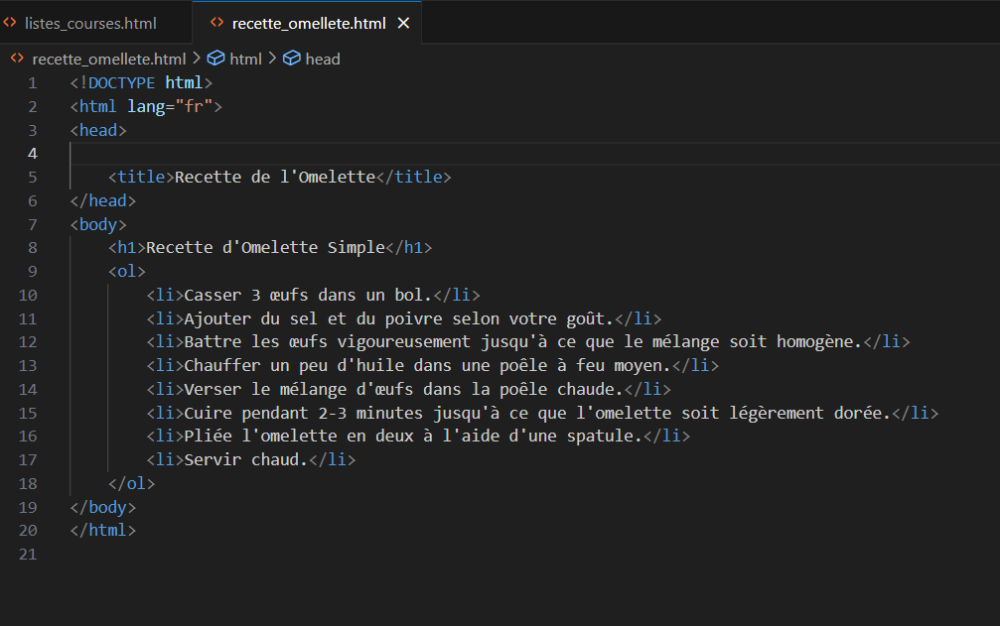 listes_courses.html recette_omellete.html
recette_omellete.html > html > head
1 <!DOCTYPE html>
2 <html lang="fr">
3 <head>
4
5 <title>Recette de l'Omelette</title>
6 </head>
7 <body>
8 <h1>Recette d'Omelette Simple</h1>
9 <ol>
10 <li>Casser 3 œufs dans un bol.</li>
11 <li>Ajouter du sel et du poivre selon votre goût.</li>
12 <li>Battre les œufs vigoureusement jusqu'à ce que le mélange soit homogène.</li>
13 <li>Chauffer un peu d'huile dans une poêle à feu moyen.</li>
14 <li>Verser le mélange d'œufs dans la poêle chaude.</li>
15 <li>Cuire pendant 2-3 minutes jusqu'à ce que l'omelette soit légèrement dorée.</li>
16 <li>Pliée l'omelette en deux à l'aide d'une spatule.</li>
17 <li>Servir chaud.</li>
18 </ol>
19 </body>
20 </html>
21